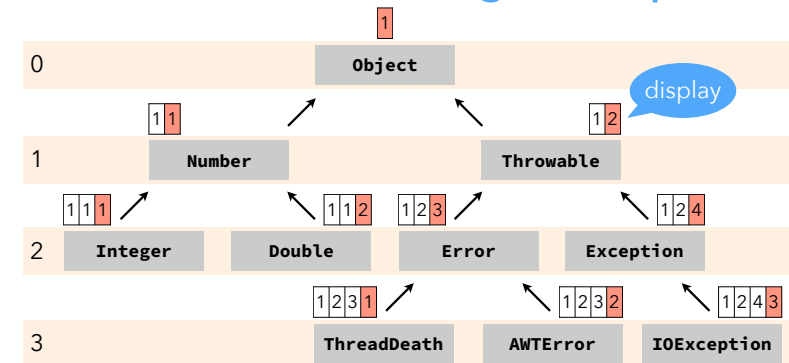 1
0 Object
display
1 1
1 2
1 Number Throwable
1 1 1
1 1 2
1 2 3
1 2 4
2 Integer Double Error Exception
1 2 3 1
1 2 3 2
1 2 4 3
3 ThreadDeath AWTError IOException